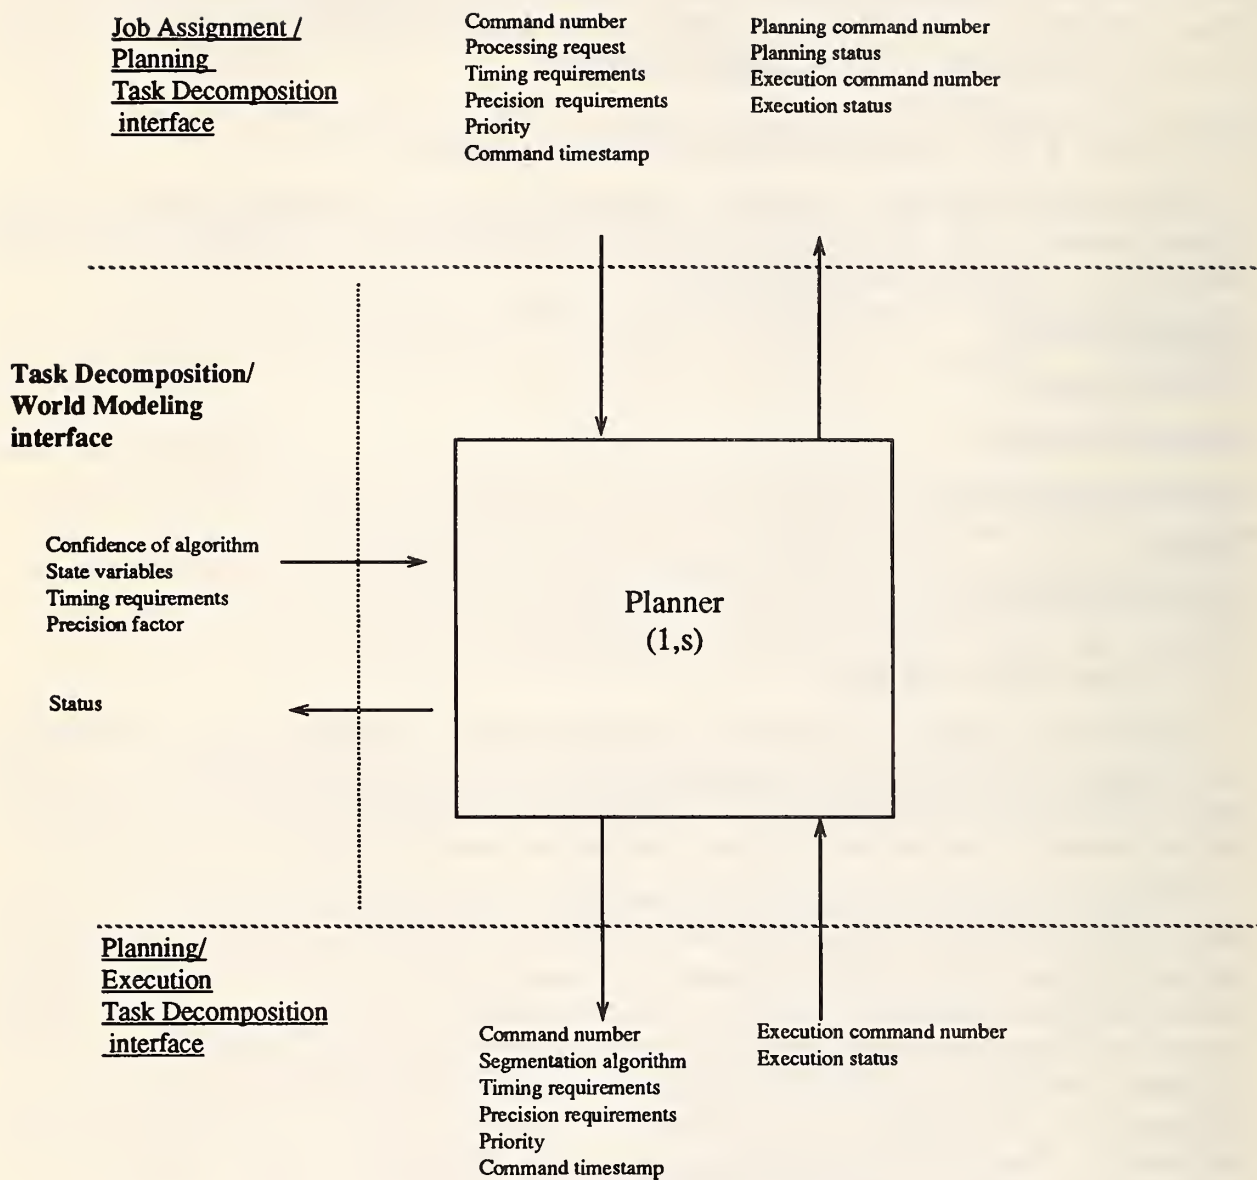 Job Assignment /
Planning
Task Decomposition
interface
Command number
Processing request
Timing requirements
Precision requirements
Priority
Command timestamp
Planning command number
Planning status
Execution command number
Execution status
Task Decomposition/
World Modeling
interface
Confidence of algorithm
State variables
Timing requirements
Precision factor
Status
Planner
(1,s)
Planning/
Execution
Task Decomposition
interface
Command number
Segmentation algorithm
Timing requirements
Precision requirements
Priority
Command timestamp
Execution command number
Execution status